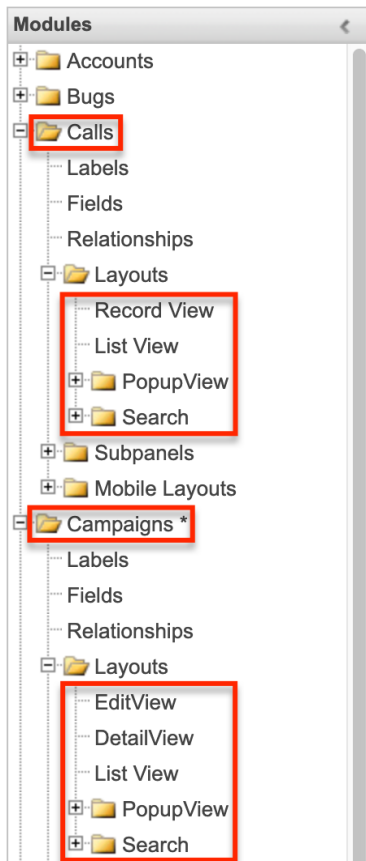 Modules
Accounts
Bugs
Calls
Labels
Fields
Relationships
Layouts
Record View
List View
PopupView
Search
Subpanels
Mobile Layouts
Campaigns *
Labels
Fields
Relationships
Layouts
EditView
DetailView
List View
PopupView
Search